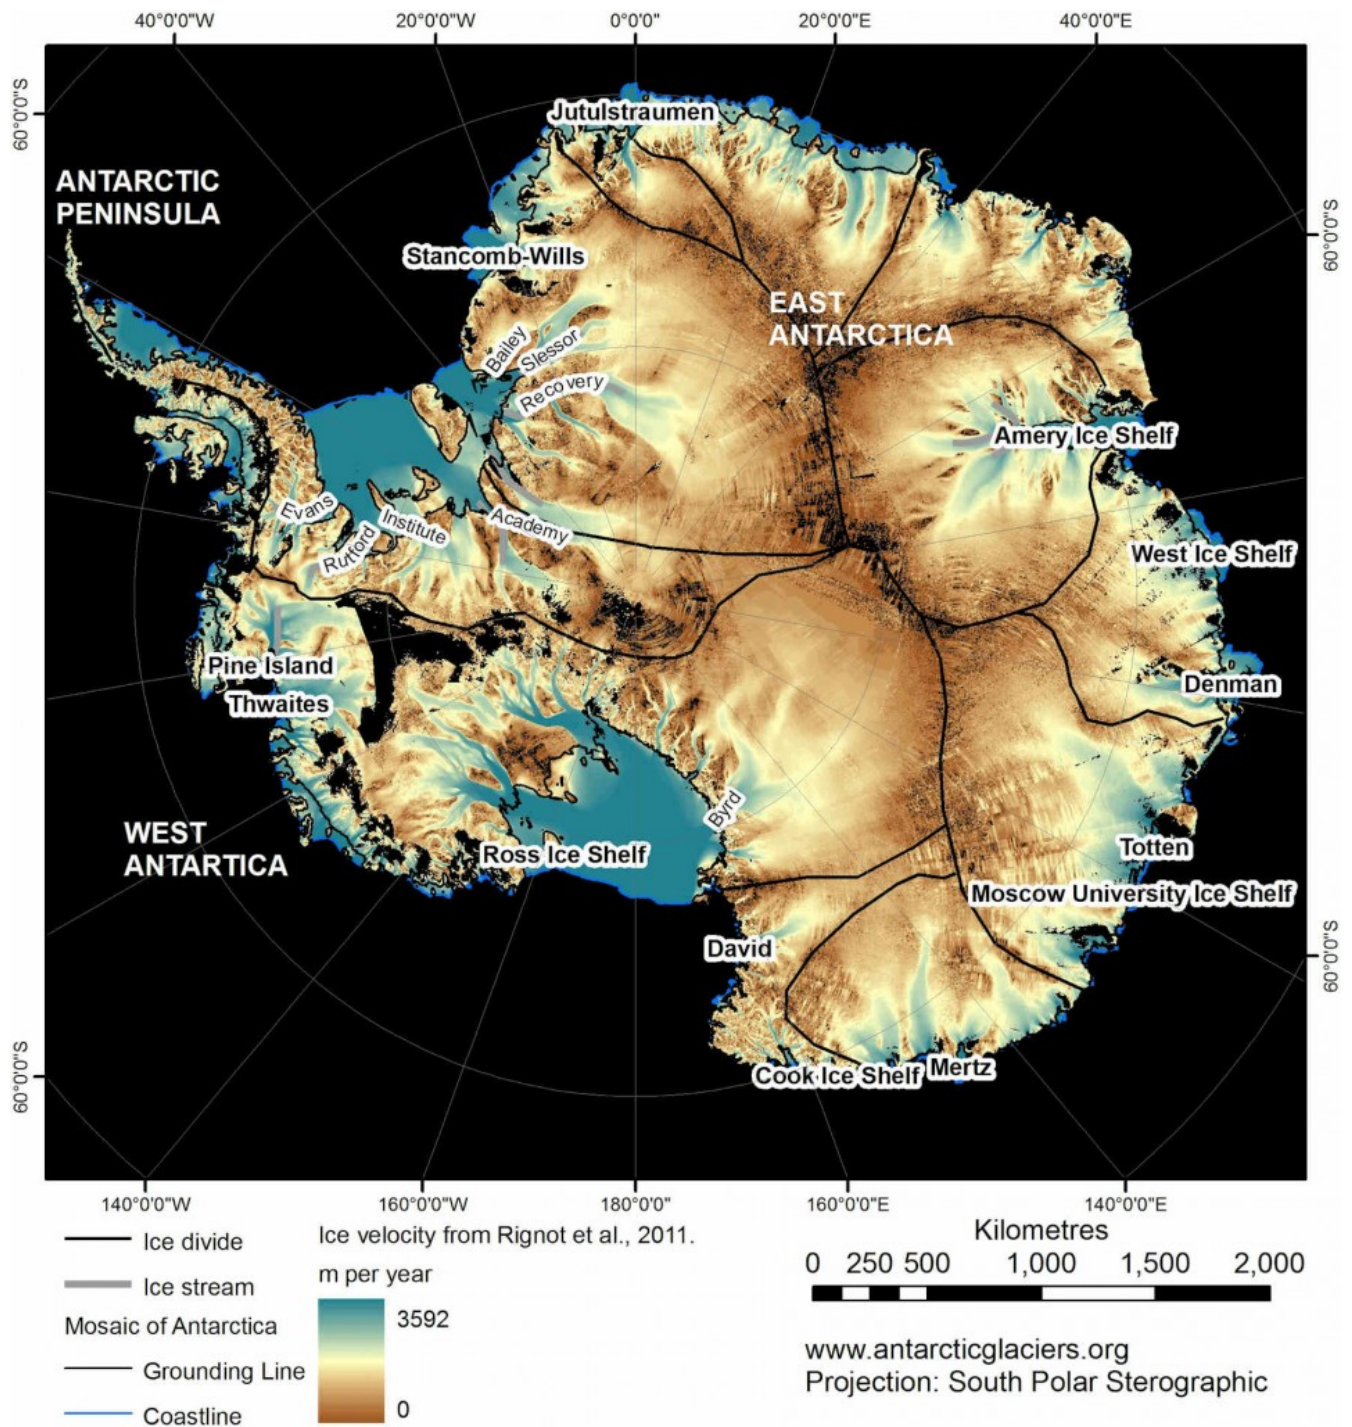 40°0'0"W 20°0'0"W 0°0'0" 20°0'0"E 40°0'0"E
60°0'0"S
60°0'0"S
Jutulstraumen
ANTARCTIC
PENINSULA
Stancomb-Wills
EAST
ANTARCTICA
Bailey
Slessor
Recovery
Amery Ice Shelf
Evans
Rutford
Institute
Academy
West Ice Shelf
Pine Island
Thwaites
Denman
Byrd
WEST
ANTARTICA
Ross Ice Shelf
Totten
Moscow University Ice Shelf
David
60°0'0"S
60°0'0"S
Cook Ice Shelf
Mertz
140°0'0"W 160°0'0"W 180°0'0" 160°0'0"E 140°0'0"E
Ice divide
Ice stream
Mosaic of Antarctica
Grounding Line
Coastline
Ice velocity from Rignot et al., 2011.
m per year
3592
0
Kilometres
0 250 500 1,000 1,500 2,000
www.antarcticglaciers.org
Projection: South Polar Sterographic